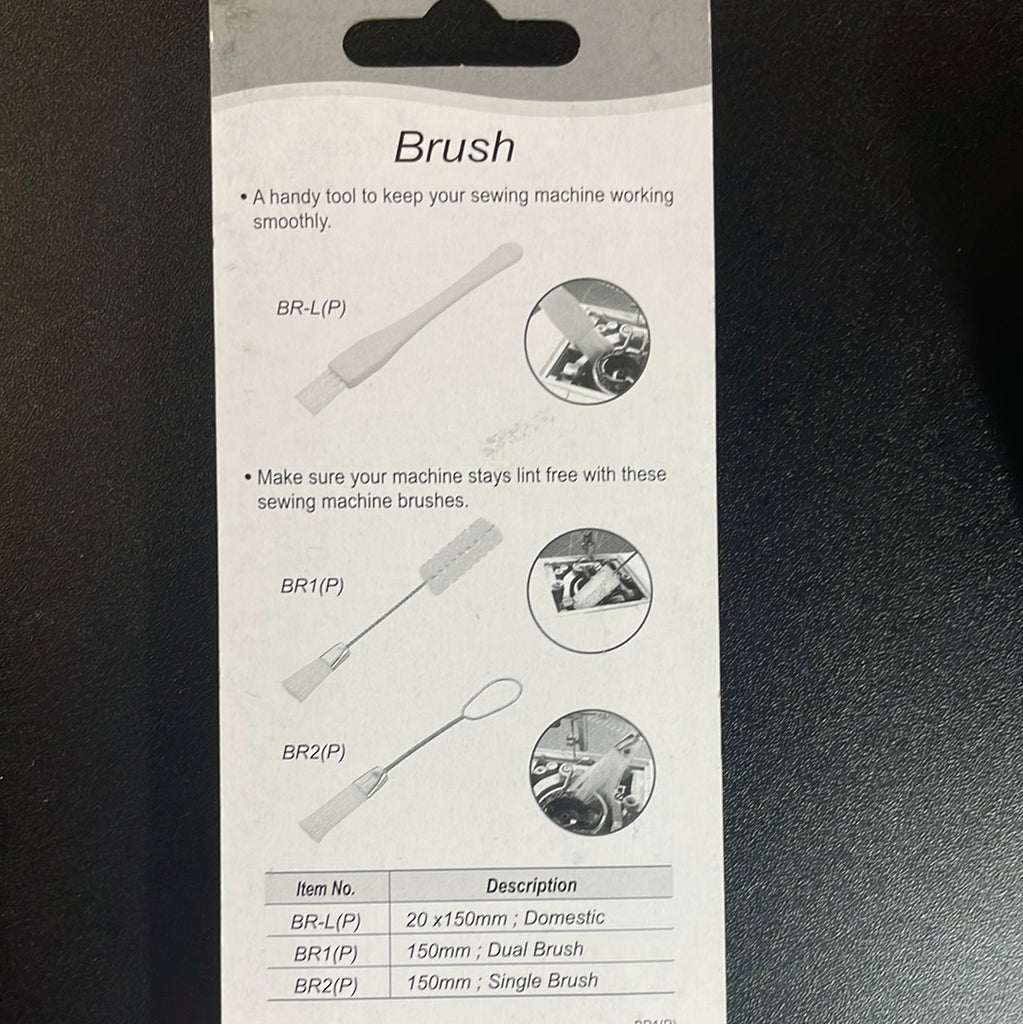 Brush
• A handy tool to keep your sewing machine working
smoothly.
BR-L(P)
• Make sure your machine stays lint free with these
sewing machine brushes.
BR1(P)
BR2(P)
Item No. Description
BR-L(P) 20 x150mm ; Domestic
BR1(P) 150mm ; Dual Brush
BR2(P) 150mm ; Single Brush